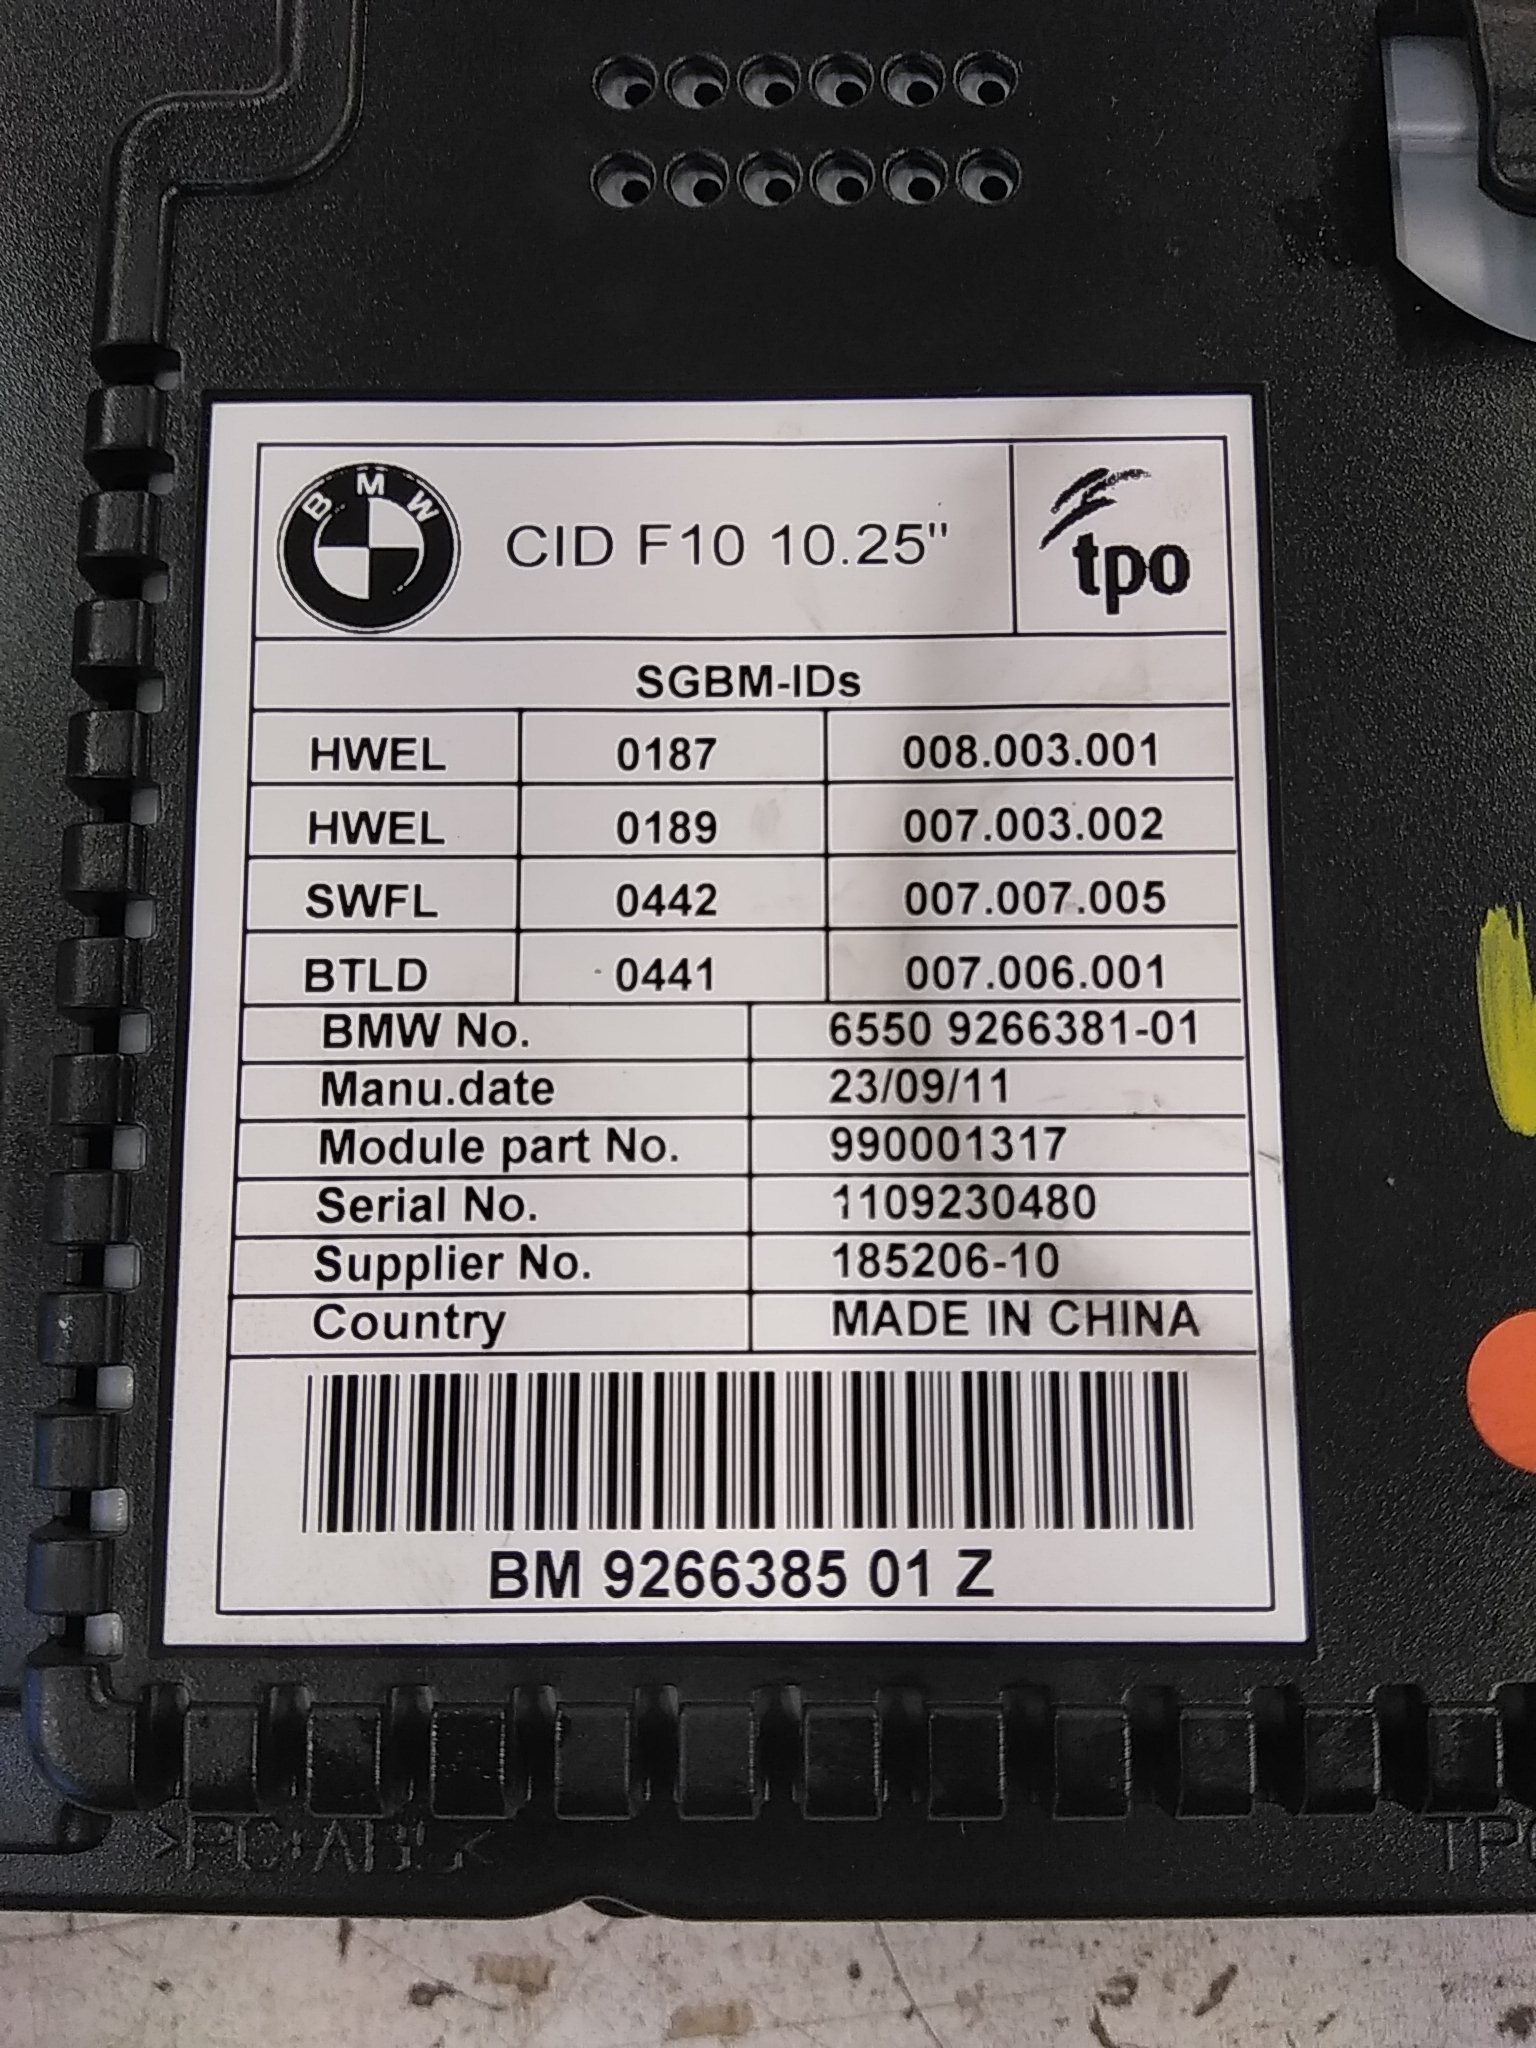 BMW
CID F10 10.25"
tpo
SGBM-IDs
HWEL 0187 008.003.001
HWEL 0189 007.003.002
SWFL 0442 007.007.005
BTLD 0441 007.006.001
BMW No. 6550 9266381-01
Manu.date 23/09/11
Module part No. 990001317
Serial No. 1109230480
Supplier No. 185206-10
Country MADE IN CHINA
BM 9266385 01 Z